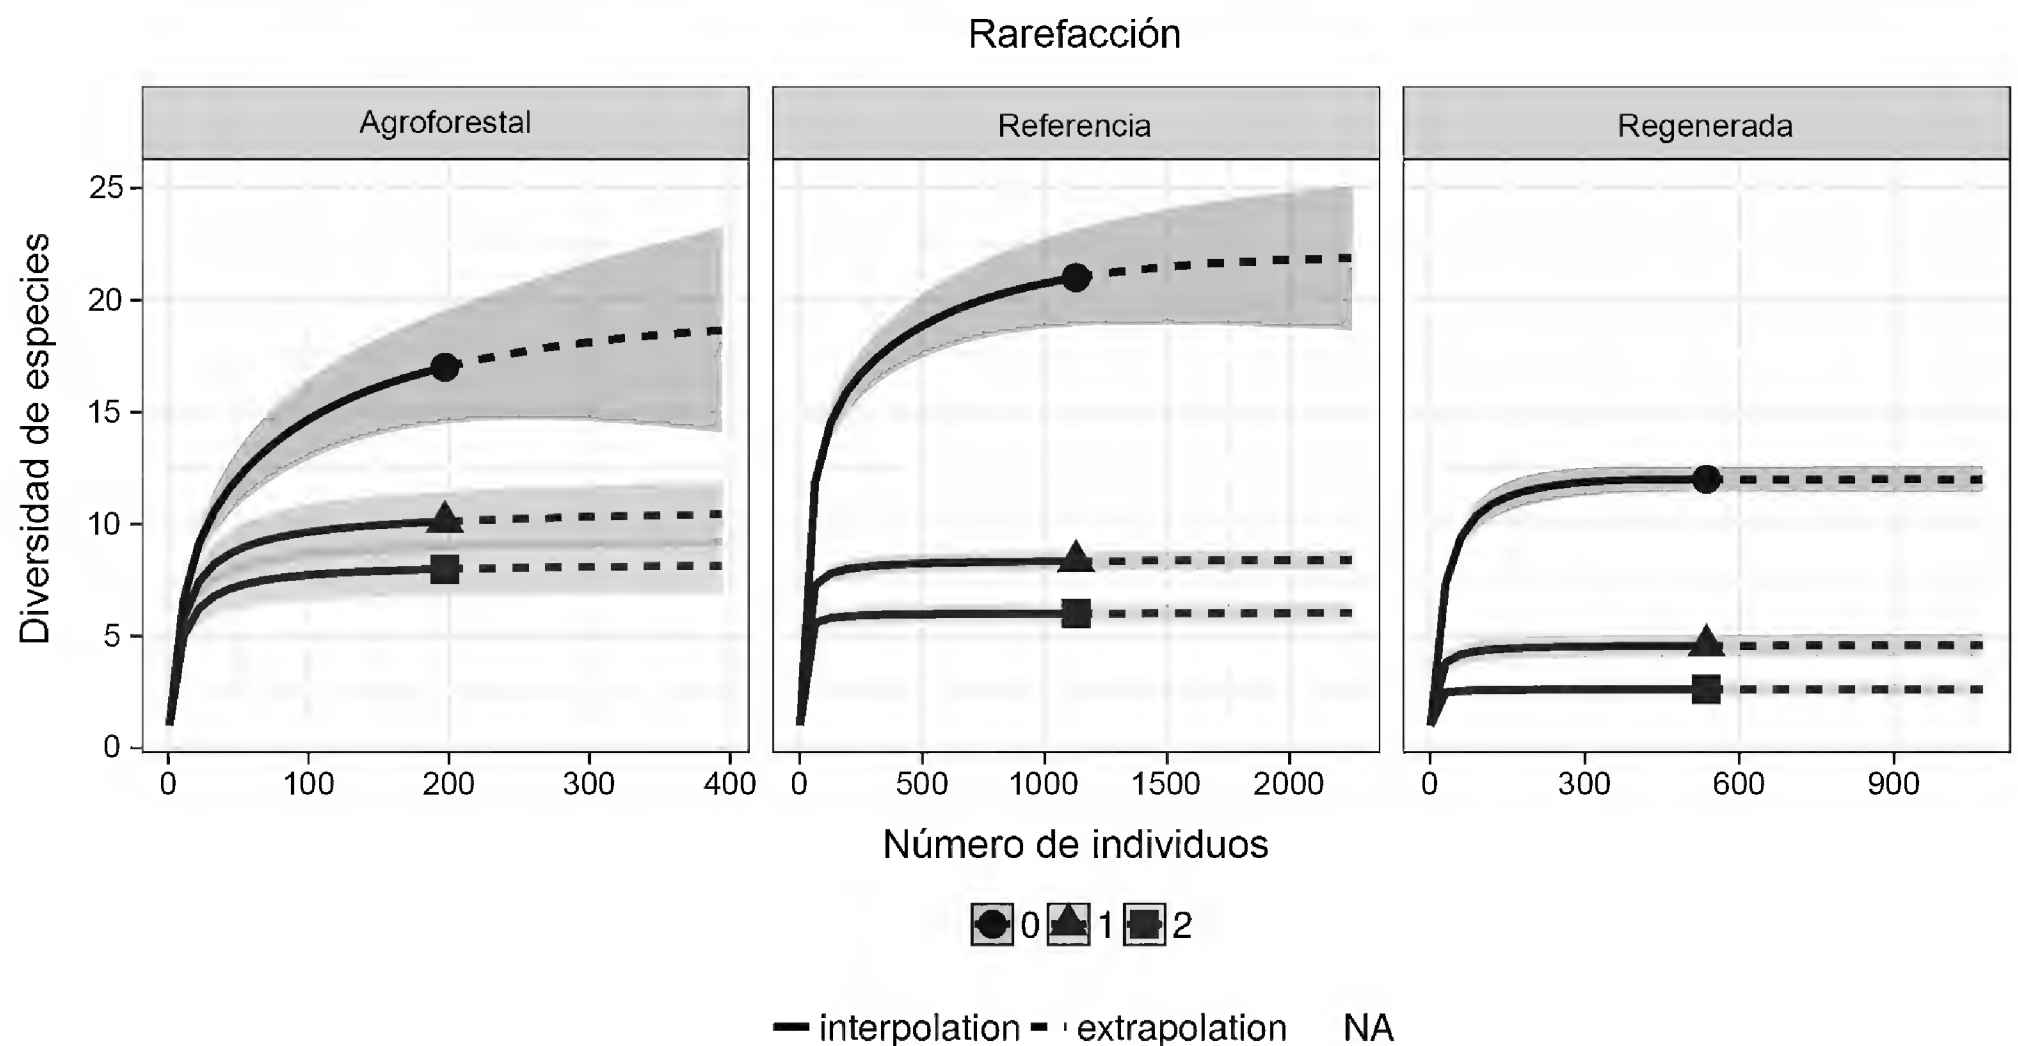 Rarefacción
Agroforestal
Referencia
Regenerada
Diversidad de especies
25
20
15
10
5
0
0 100 200 300 400
0 500 1000 1500 2000
0 300 600 900
Número de individuos
0 1 2
interpolation extrapolation NA